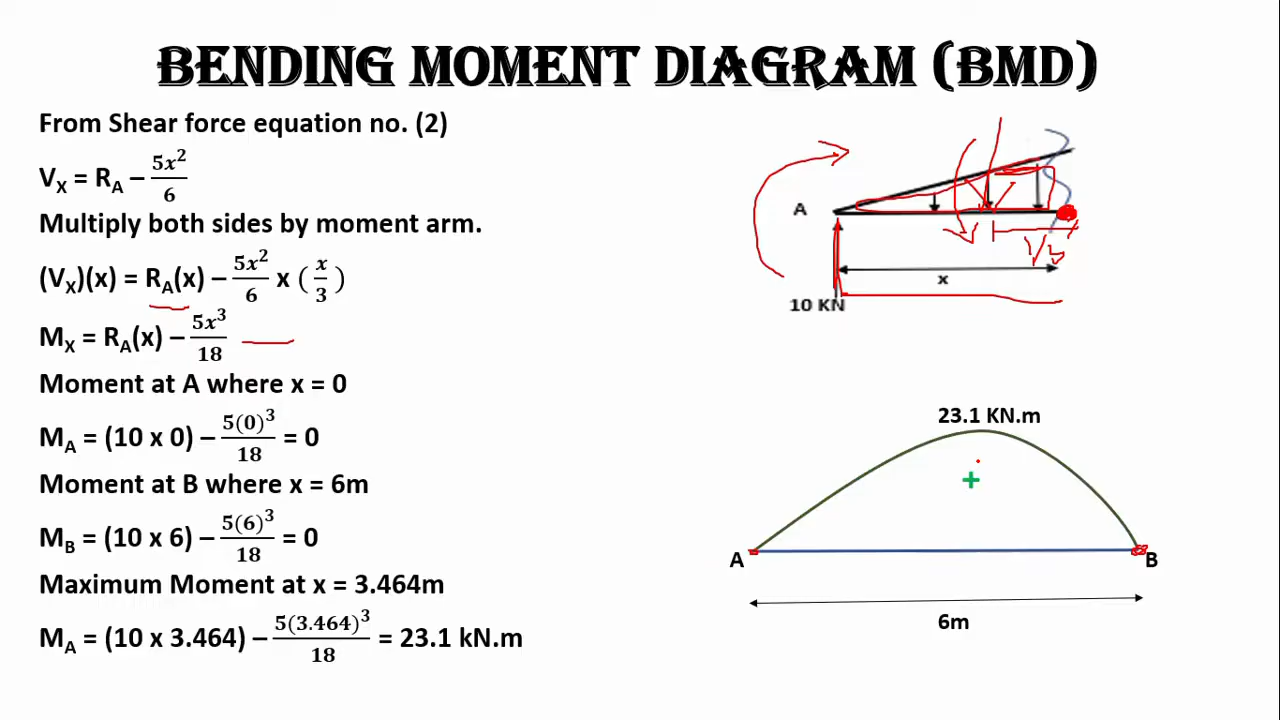 BENDING MOMENT DIAGRAM (BMD)
From Shear force equation no. (2)
V_X = R_A – 5x²/6
Multiply both sides by moment arm.
(V_X)(x) = R_A(x) – 5x²/6 x (x/3)
M_X = R_A(x) – 5x³/18
Moment at A where x = 0
M_A = (10 x 0) – 5(0)³/18 = 0
Moment at B where x = 6m
M_B = (10 x 6) – 5(6)³/18 = 0
Maximum Moment at x = 3.464m
M_A = (10 x 3.464) – 5(3.464)³/18 = 23.1 kN.m
A
x
10 KN
23.1 KN.m
+
A
B
6m